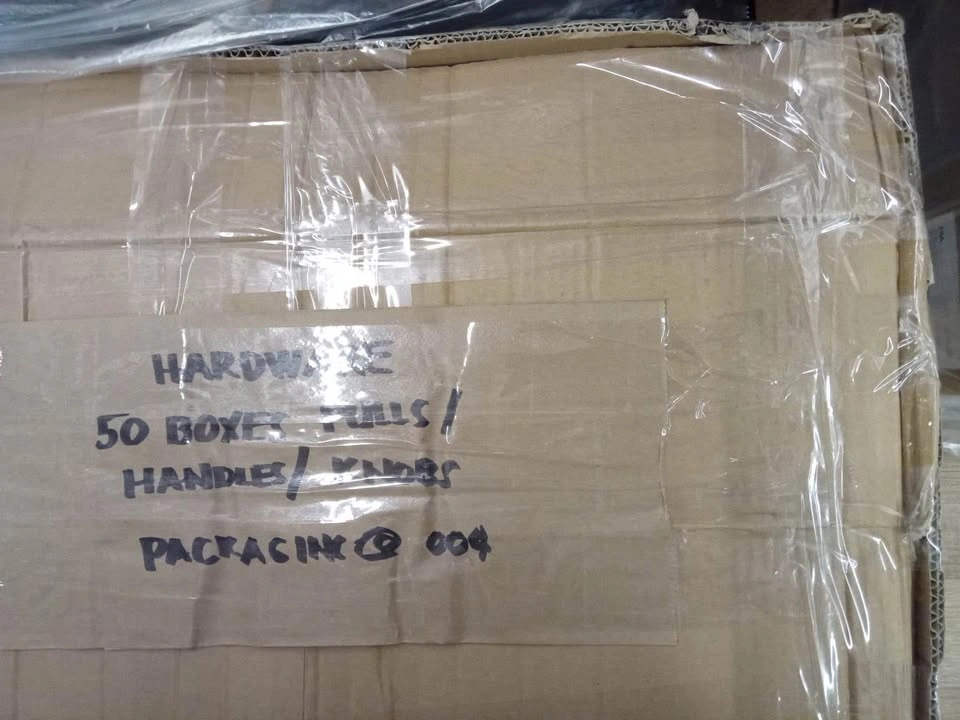 HARDWARE
50 BOXES PULLS/
HANDLES/ KNOBS
PACKAGING @ 004